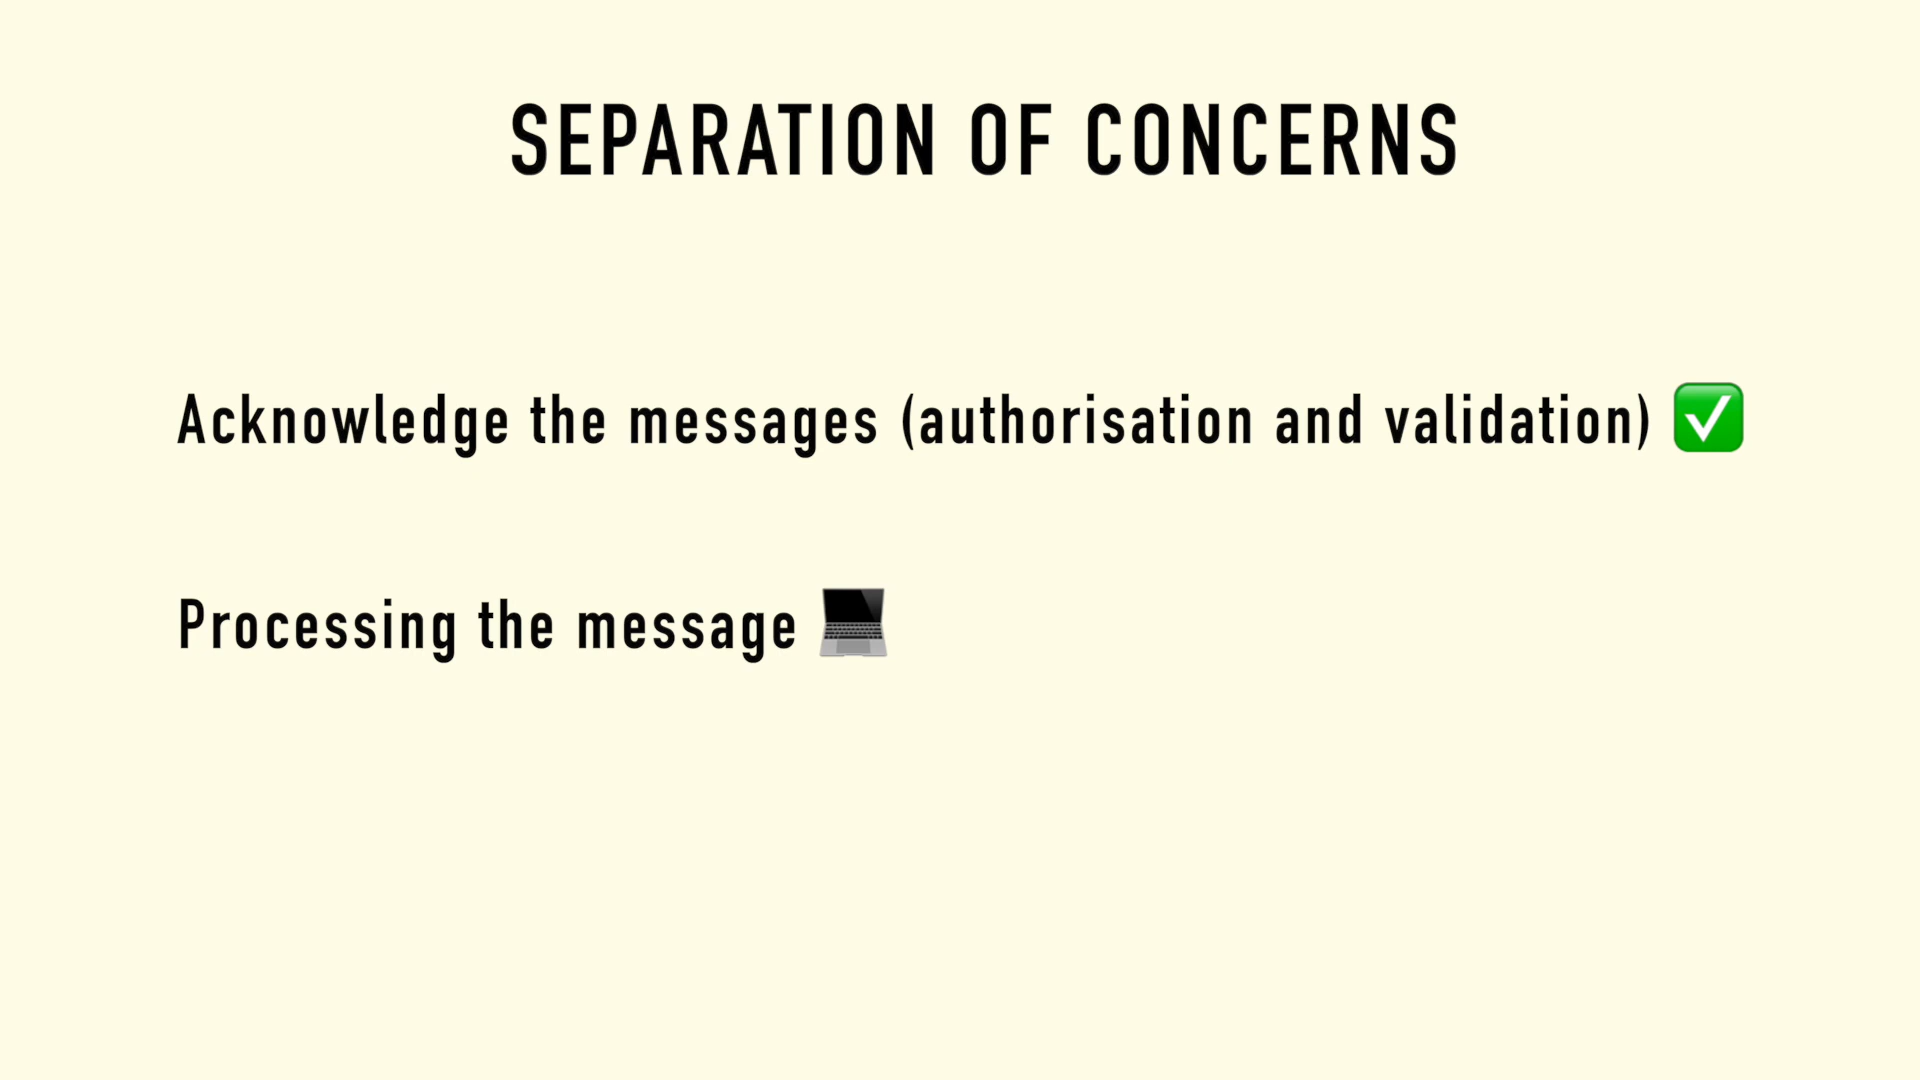 SEPARATION OF CONCERNS
Acknowledge the messages (authorisation and validation) ✅
Processing the message 💻